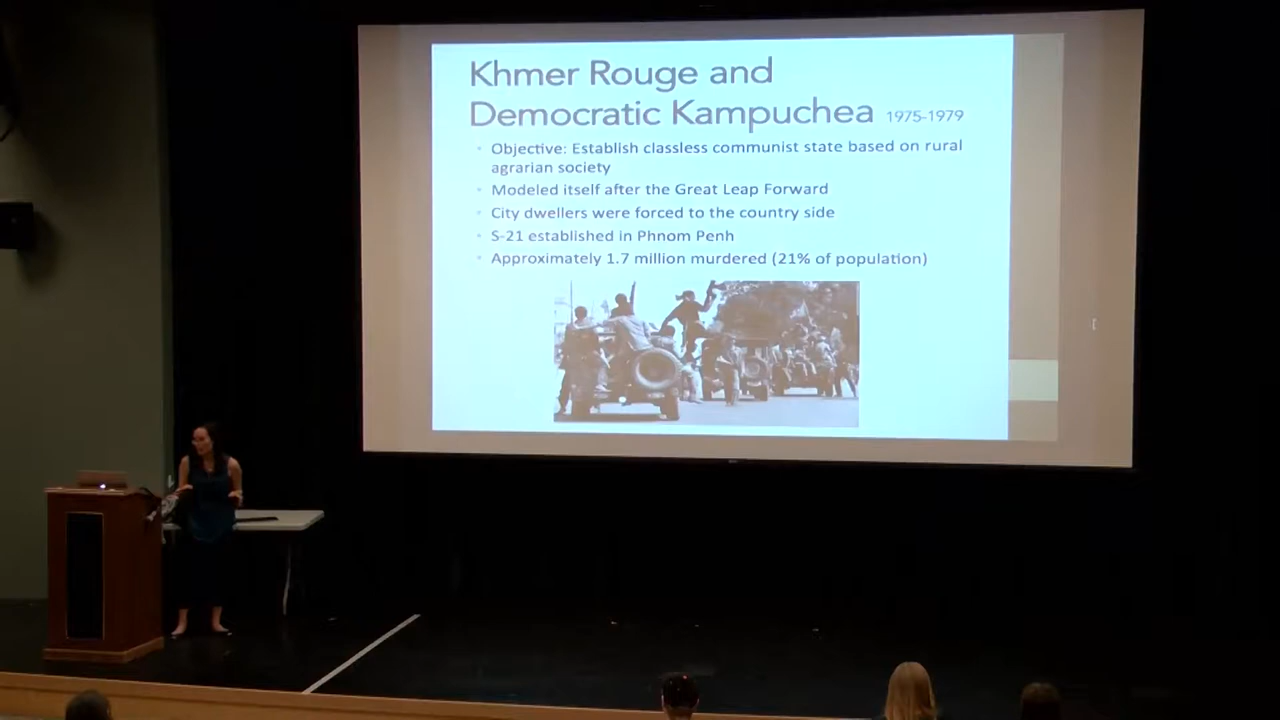 Khmer Rouge and
Democratic Kampuchea 1975-1979
Objective: Establish classless communist state based on rural
agrarian society
Modeled itself after the Great Leap Forward
City dwellers were forced to the country side
S-21 established in Phnom Penh
Approximately 1.7 million murdered (21% of population)